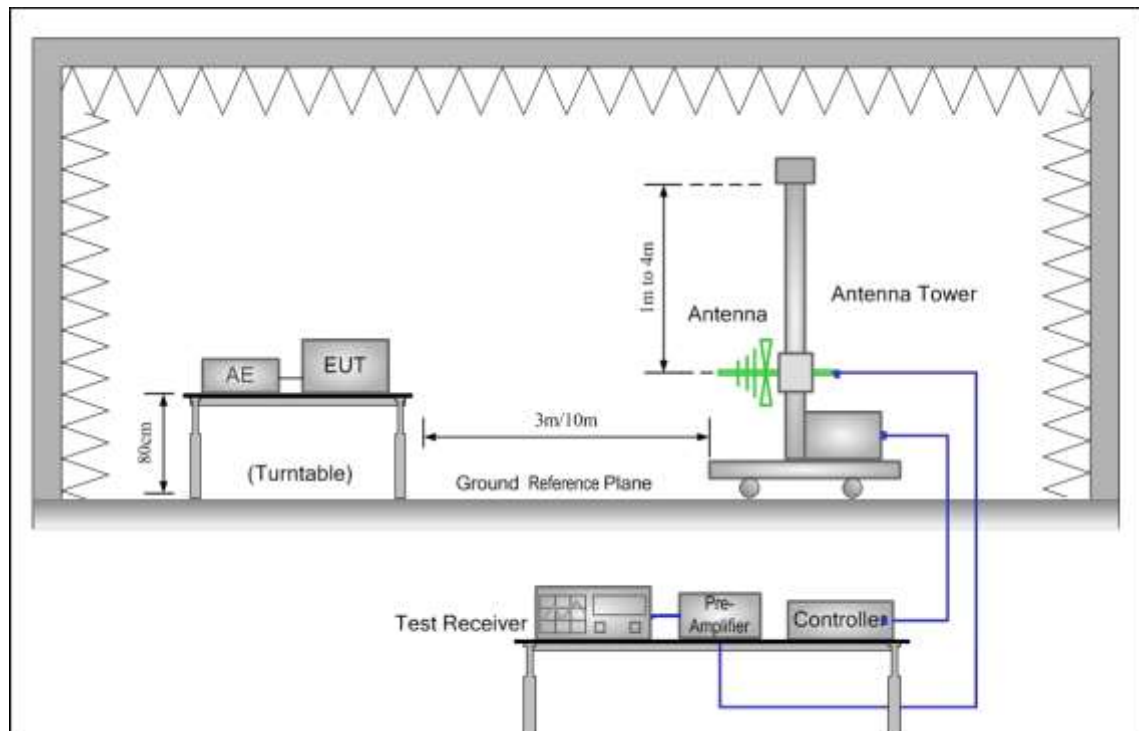 1m to 4m
Antenna
Antenna Tower
AE
EUT
80cm
3m/10m
(Turntable)
Ground Reference Plane
Test Receiver
Pre-
Amplifier
Controller